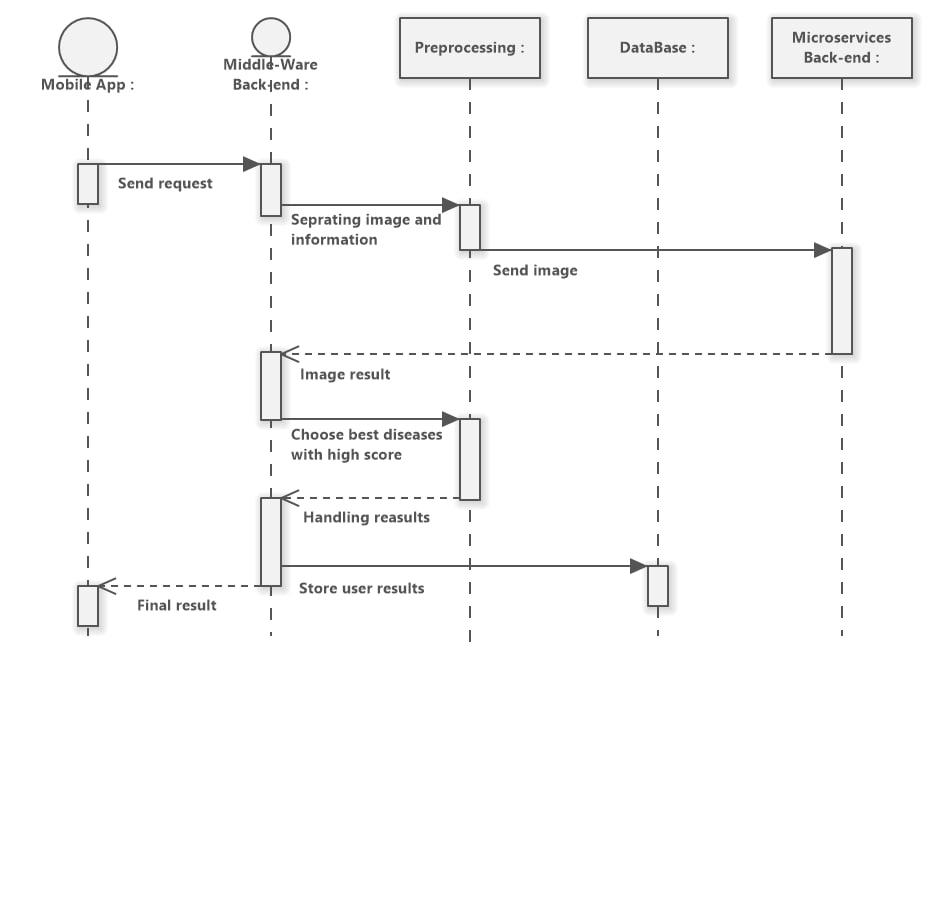 Mobile App :
Middle-Ware
Back-end :
Preprocessing :
DataBase :
Microservices
Back-end :
Send request
Seprating image and
information
Send image
Image result
Choose best diseases
with high score
Handling reasults
Store user results
Final result